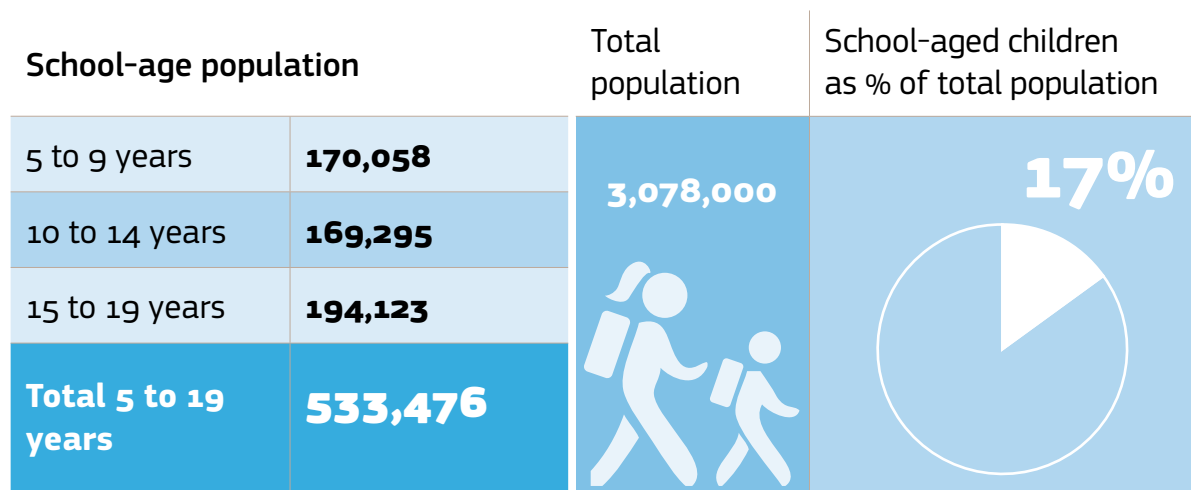 School-age population
Total
population
School-aged children
as % of total population
5 to 9 years
170,058
10 to 14 years
169,295
15 to 19 years
194,123
Total 5 to 19
years
533,476
3,078,000
17%